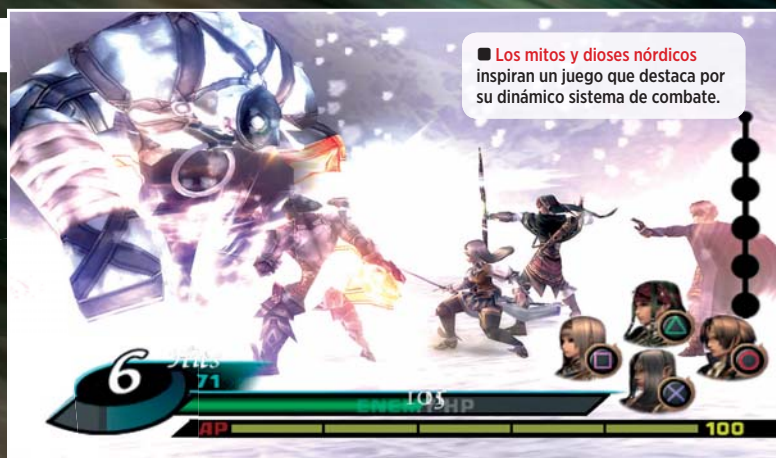 Los mitos y dioses nórdicos
inspiran un juego que destaca por
su dinámico sistema de combate.
6 Hits
71
105
ENEMY HP
AP 100